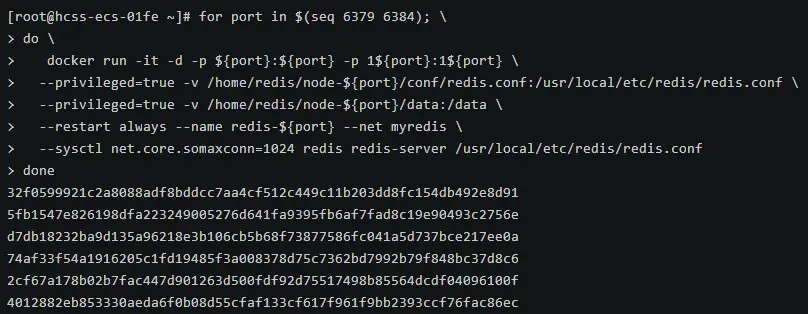 [root@hcss-ecs-01fe ~]# for port in $(seq 6379 6384); \
> do \
>    docker run -it -d -p ${port}:${port} -p 1${port}:1${port} \
>   --privileged=true -v /home/redis/node-${port}/conf/redis.conf:/usr/local/etc/redis/redis.conf \
>   --privileged=true -v /home/redis/node-${port}/data:/data \
>   --restart always --name redis-${port} --net myredis \
>   --sysctl net.core.somaxconn=1024 redis redis-server /usr/local/etc/redis/redis.conf
> done
32f0599921c2a8088adf8bddcc7aa4cf512c449c11b203dd8fc154db492e8d91
5fb1547e826198dfa223249005276d641fa9395fb6af7fad8c19e90493c2756e
d7db18232ba9d135a96218e3b106cb5b68f73877586fc041a5d737bce217ee0a
74af33f54a1916205c1fd19485f3a008378d75c7362bd7992b79f848bc37d8c6
2cf67a178b02b7fac447d901263d500fdf92d75517498b85564dcdf04096100f
4012882eb853330aeda6f0b08d55cfaf133cf617f961f9bb2393ccf76fac86ec